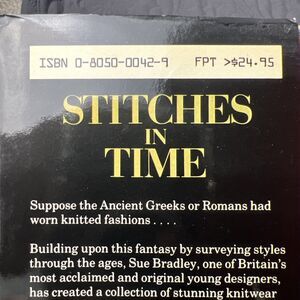 ISBN 0-8050-0042-9 FPT >$24.95
STITCHES
IN
TIME
Suppose the Ancient Greeks or Romans had
worn knitted fashions . . . .
Building upon this fantasy by surveying styles
through the ages, Sue Bradley, one of Britain's
most acclaimed and original young designers,
has created a collection of stunning knitwear